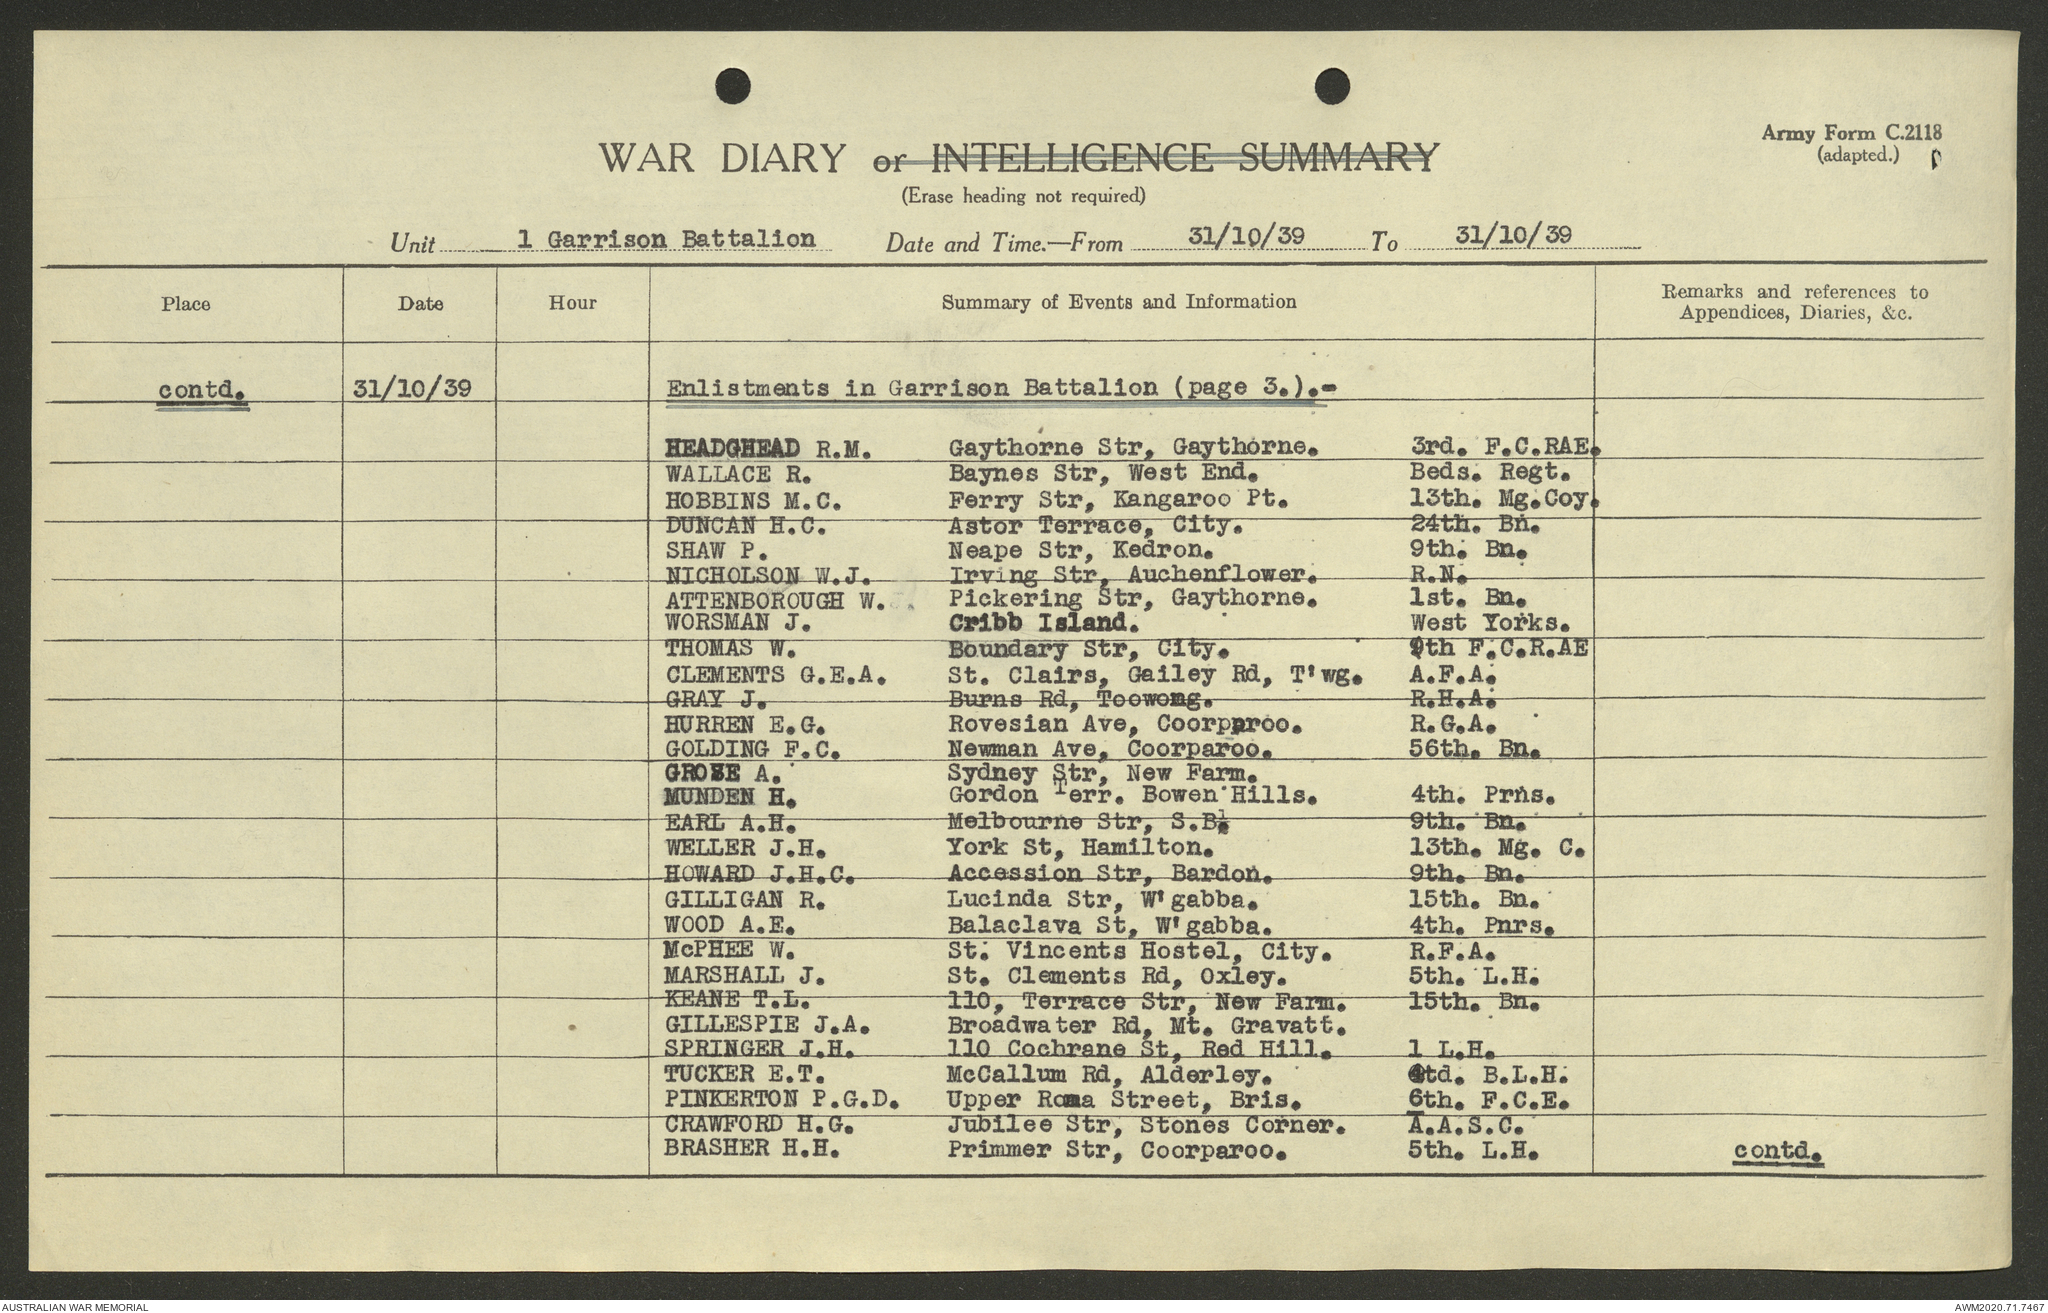 Army Form C.2118
(adapted.)
WAR DIARY or INTELLIGENCE SUMMARY
(Erase heading not required)
Unit 1 Garrison Battalion Date and Time.—From 31/10/39 To 31/10/39
Place Date Hour Summary of Events and Information Remarks and references to Appendices, Diaries, &c.
contd. 31/10/39 Enlistments in Garrison Battalion (page 3.).-
HEADGHEAD R.M. Gaythorne Str, Gaythorne. 3rd. F.C.RAE.
WALLACE R. Baynes Str, West End. Beds. Regt.
HOBBINS M.C. Ferry Str, Kangaroo Pt. 13th. Mg.Coy.
DUNCAN H.C. Astor Terrace, City. 24th. Bn.
SHAW P. Neape Str, Kedron. 9th. Bn.
NICHOLSON W.J. Irving Str, Auchenflower. R.N.
ATTENBOROUGH W. Pickering Str, Gaythorne. 1st. Bn.
WORSMAN J. Cribb Island. West Yorks.
THOMAS W. Boundary Str, City. 9th F.C.R.AE
CLEMENTS G.E.A. St. Clairs, Gailey Rd, T'wg. A.F.A.
GRAY J. Burns Rd, Toowong. R.H.A.
HURREN E.G. Rovesian Ave, Coorparoo. R.G.A.
GOLDING F.C. Newman Ave, Coorparoo. 56th. Bn.
A. Sydney Str, New Farm.
MUNDEN H. Gordon Terr. Bowen Hills. 4th. Prns.
EARL A.H. Melbourne Str, S.B. 9th. Bn.
WELLER J.H. York St, Hamilton. 13th. Mg. C.
HOWARD J.H.C. Accession Str, Bardon. 9th. Bn.
GILLIGAN R. Lucinda Str, W'gabba. 15th. Bn.
WOOD A.E. Balaclava St, W'gabba. 4th. Pnrs.
McPHEE W. St. Vincents Hostel, City. R.F.A.
MARSHALL J. St. Clements Rd, Oxley. 5th. L.H.
KEANE T.L. 110, Terrace Str, New Farm. 15th. Bn.
GILLESPIE J.A. Broadwater Rd, Mt. Gravatt.
SPRINGER J.H. 110 Cochrane St, Red Hill. 1 L.H.
TUCKER E.T. McCallum Rd, Alderley. 4td. B.L.H.
PINKERTON P.G.D. Upper Roma Street, Bris. 6th. F.C.E.
CRAWFORD H.G. Jubilee Str, Stones Corner. A.A.S.C.
BRASHER H.H. Primmer Str, Coorparoo. 5th. L.H. contd.
AUSTRALIAN WAR MEMORIAL AWM2020.71.7467